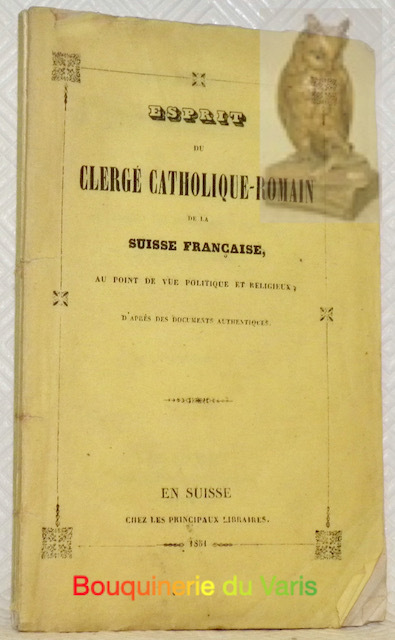 ESPRIT
DU
CLERGÉ CATHOLIQUE-ROMAIN
DE LA
SUISSE FRANÇAISE,
AU POINT DE VUE POLITIQUE ET RELIGIEUX;
D'APRÈS DES DOCUMENTS AUTHENTIQUES.
EN SUISSE
CHEZ LES PRINCIPAUX LIBRAIRES.
1851
Bouquinerie du Varis